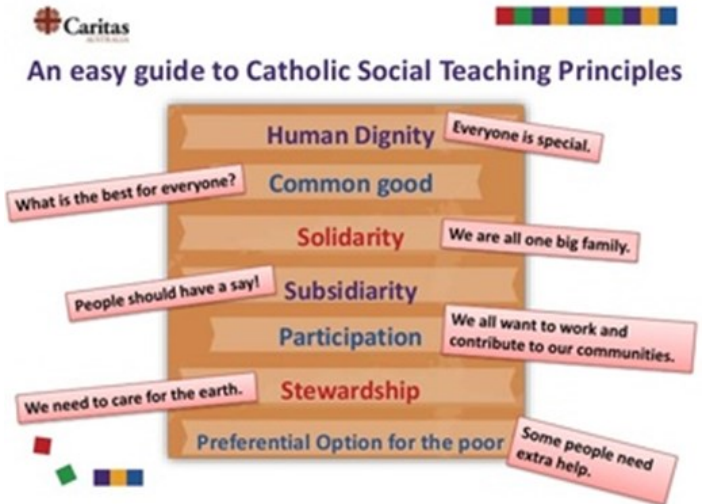 Caritas
AUSTRALIA
An easy guide to Catholic Social Teaching Principles
Human Dignity
Everyone is special.
What is the best for everyone?
Common good
Solidarity
We are all one big family.
People should have a say!
Subsidiarity
Participation
We all want to work and
contribute to our communities.
We need to care for the earth.
Stewardship
Preferential Option for the poor
Some people need
extra help.